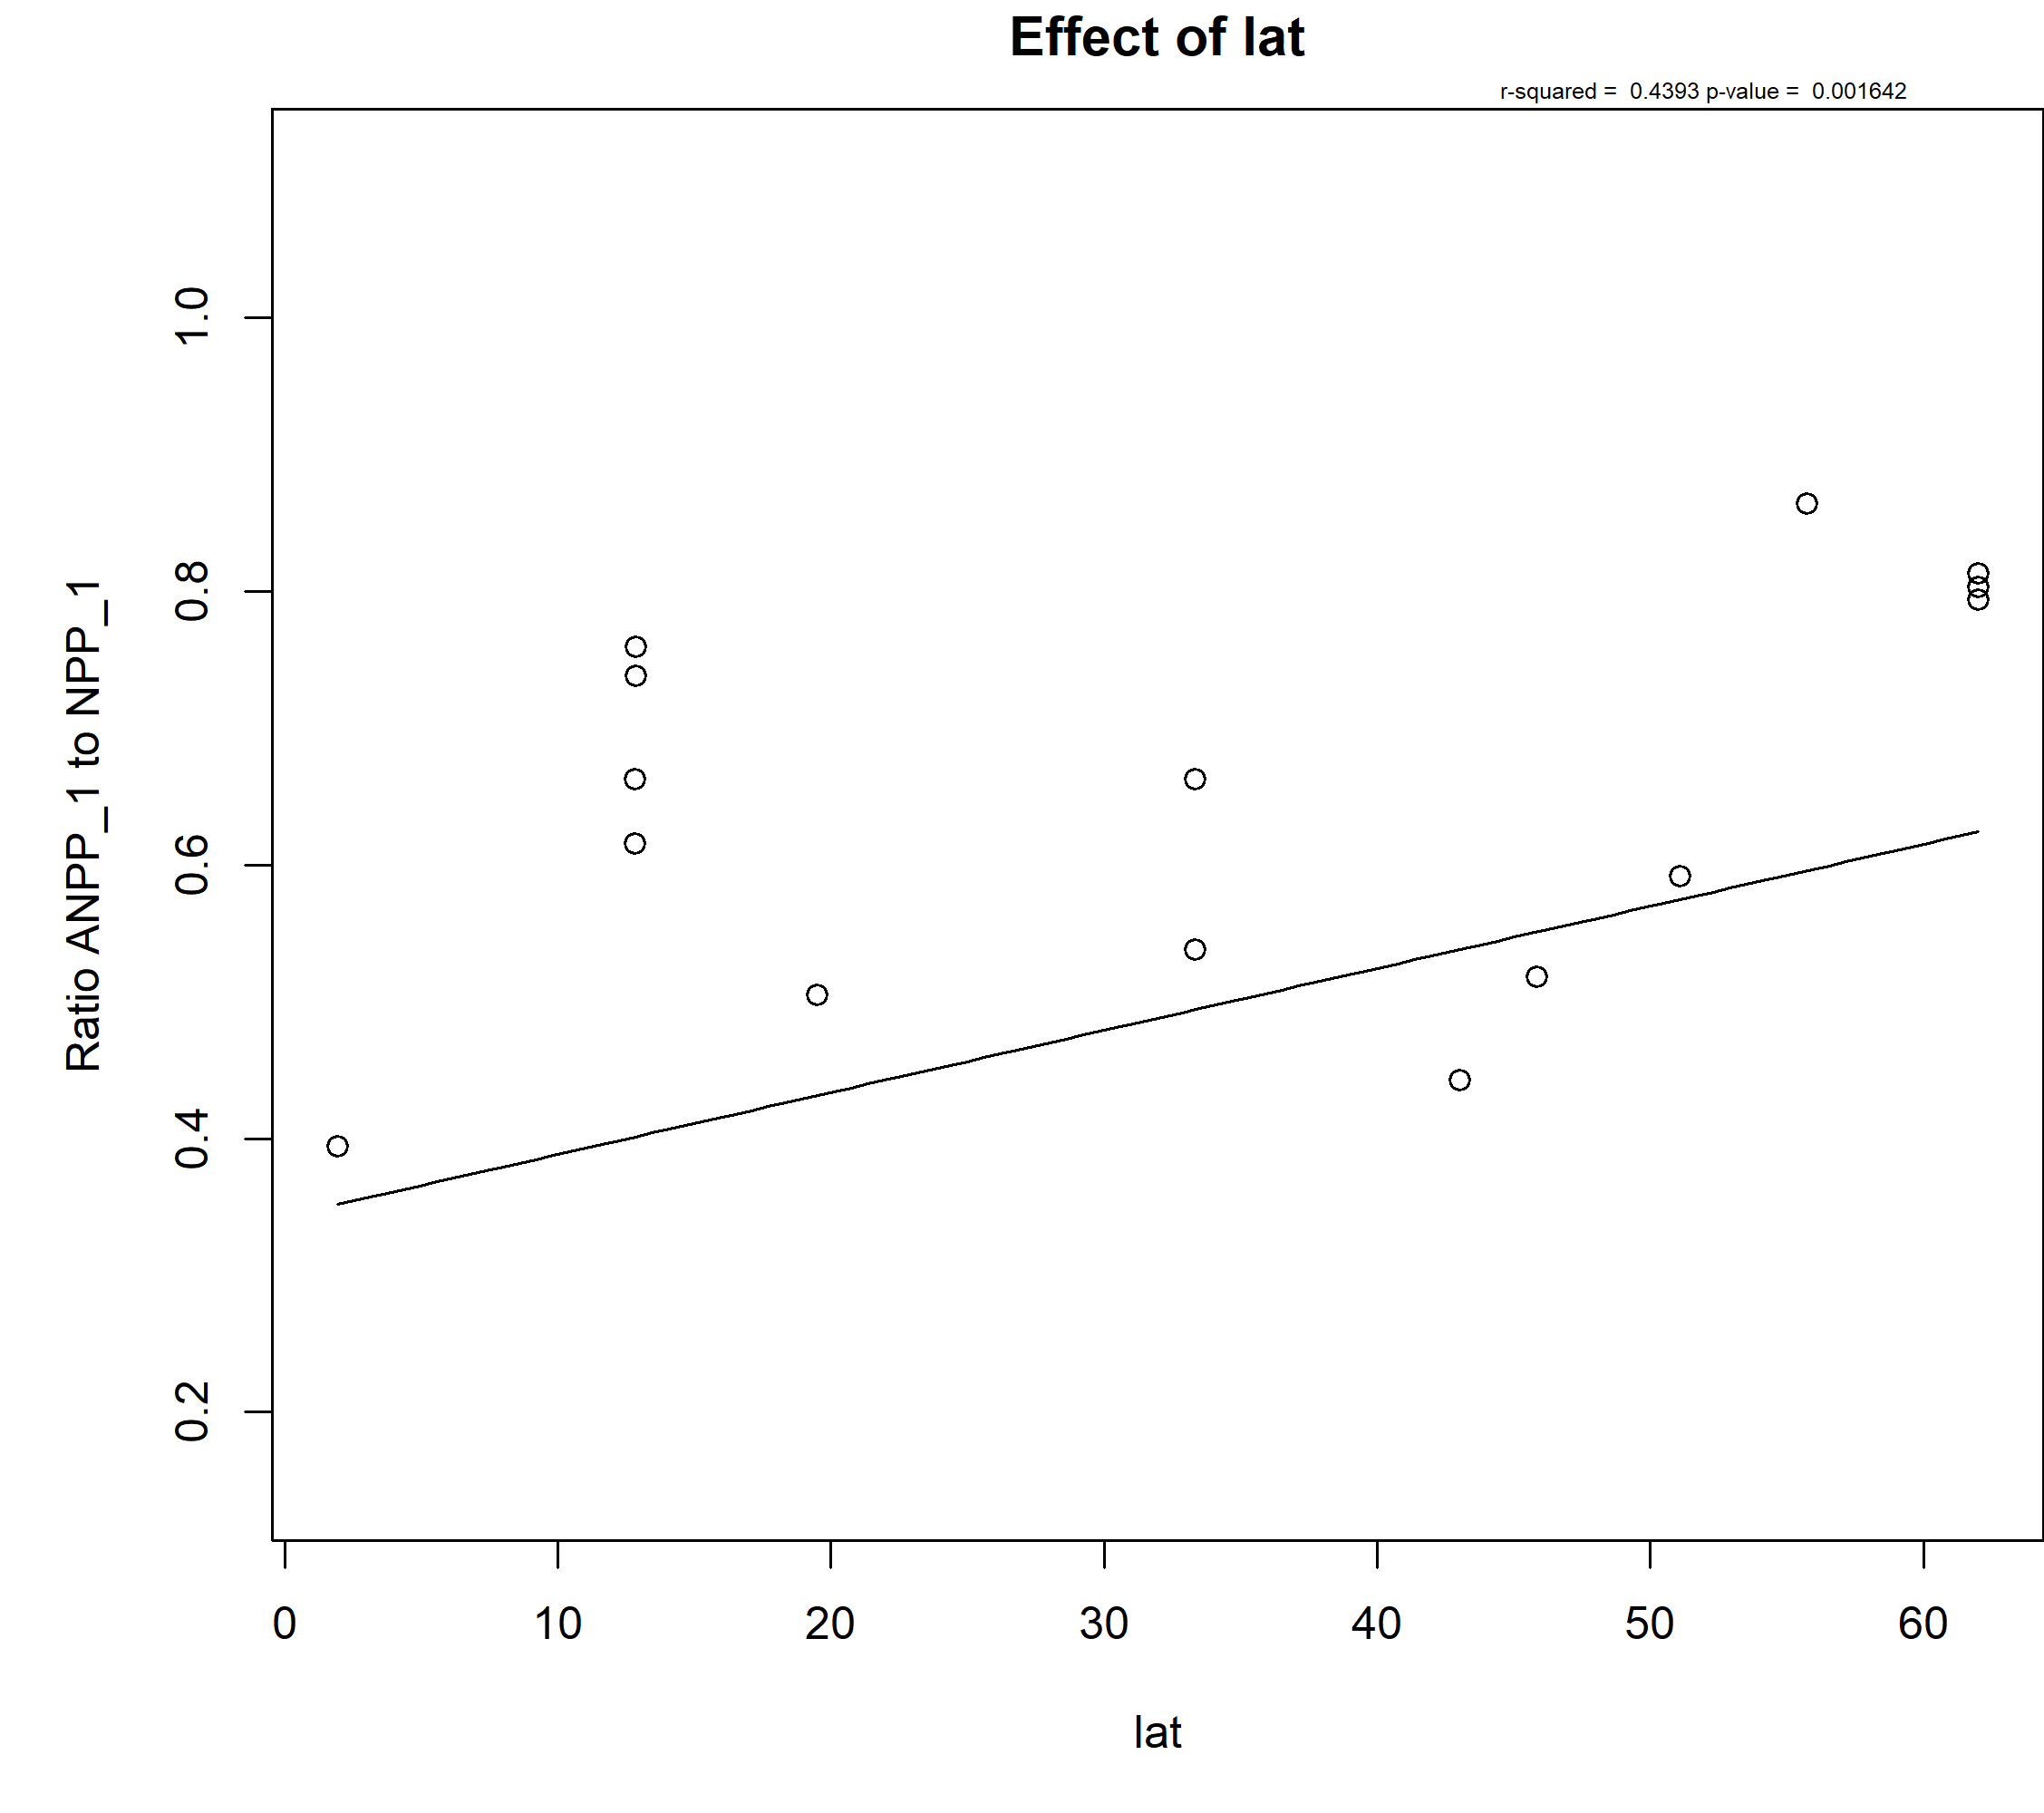 Effect of lat
r-squared =  0.4393 p-value =  0.001642
Ratio ANPP_1 to NPP_1
1.0
0.8
0.6
0.4
0.2
0 10 20 30 40 50 60
lat